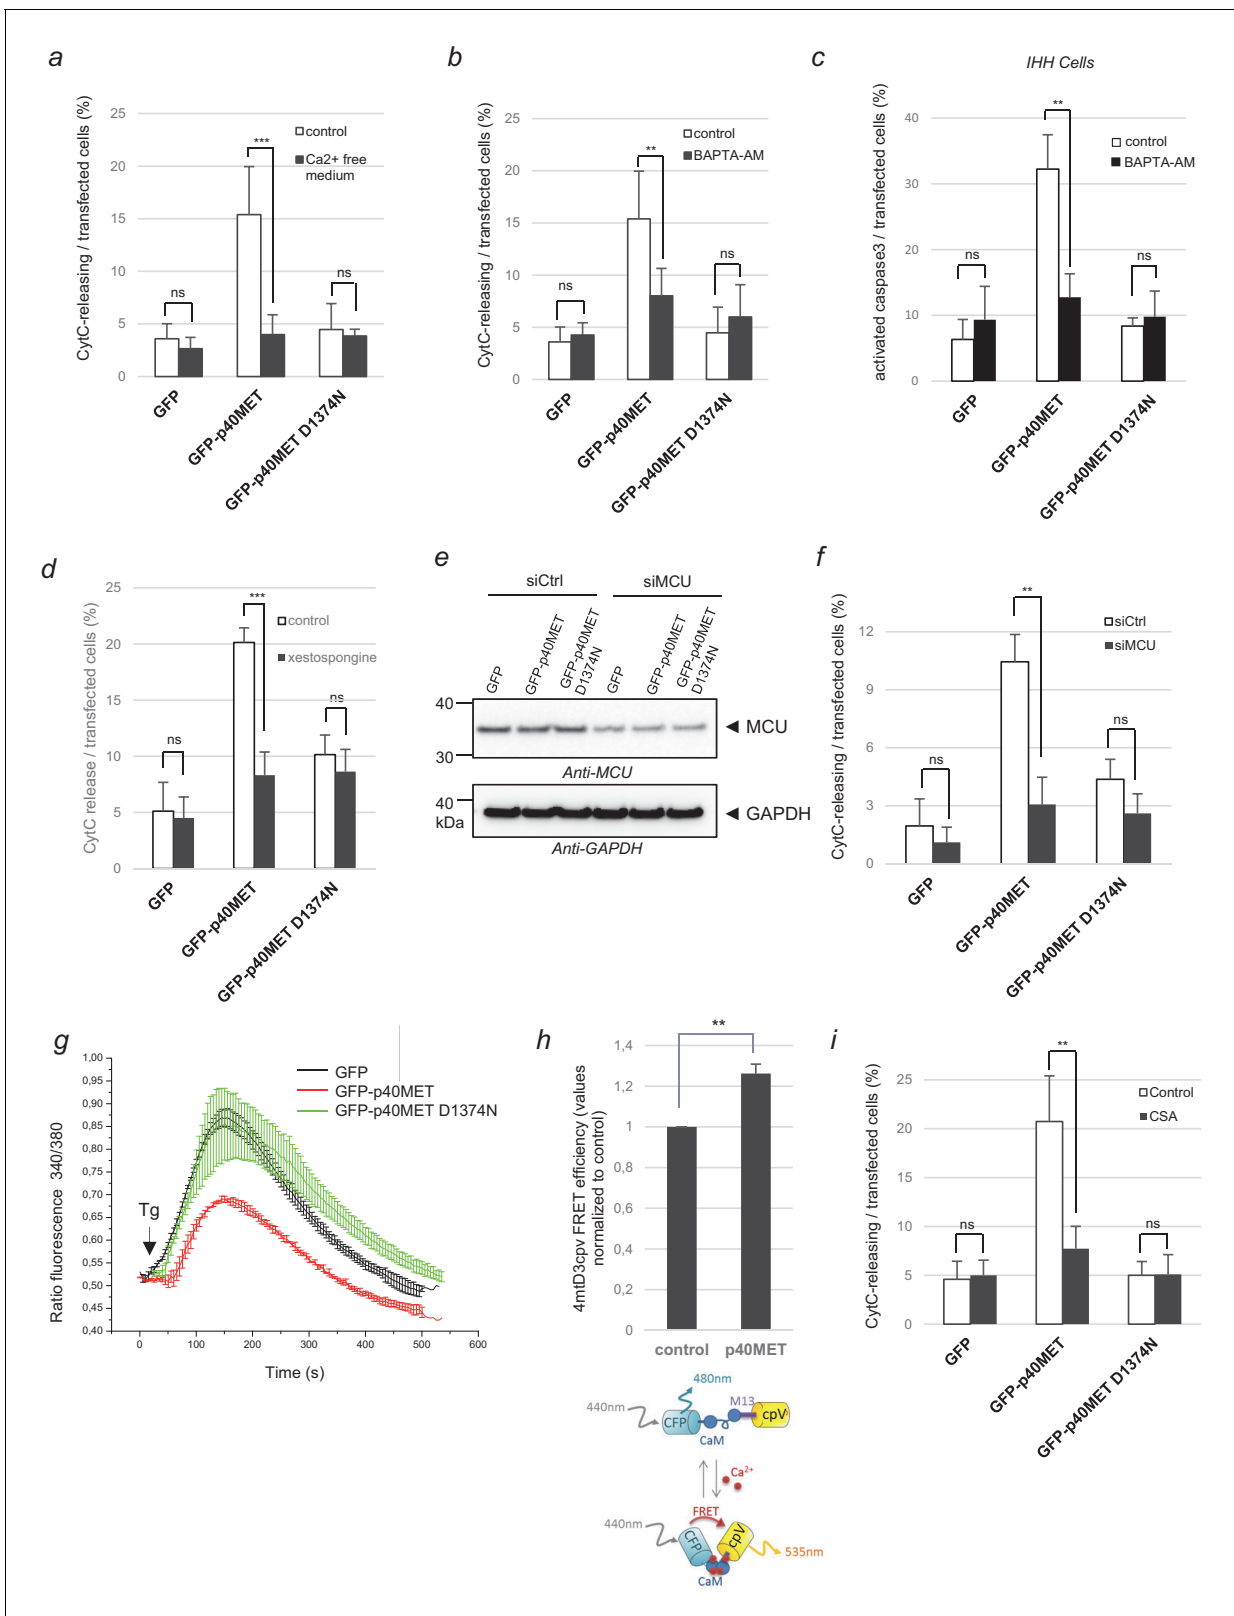 a
CytC-releasing / transfected cells (%)
25
20
15
10
5
0
control
Ca2+ free
medium
ns
***
ns
GFP
GFP-p40MET
GFP-p40MET D1374N
b
CytC-releasing / transfected cells (%)
25
20
15
10
5
0
control
BAPTA-AM
ns
**
ns
GFP
GFP-p40MET
GFP-p40MET D1374N
c
IHH Cells
activated caspase3 / transfected cells (%)
40
30
20
10
0
control
BAPTA-AM
ns
**
ns
GFP
GFP-p40MET
GFP-p40MET D1374N
d
CytC release / transfected cells (%)
25
20
15
10
5
0
control
xestospongine
ns
***
ns
GFP
GFP-p40MET
GFP-p40MET D1374N
e
siCtrl
siMCU
GFP
GFP-p40MET
GFP-p40MET
D1374N
GFP
GFP-p40MET
GFP-p40MET
D1374N
40
30
MCU
Anti-MCU
40
kDa
GAPDH
Anti-GAPDH
f
CytC-releasing / transfected cells (%)
12
9
6
3
0
siCtrl
siMCU
ns
**
ns
GFP
GFP-p40MET
GFP-p40MET D1374N
g
Ratio fluorescence 340/380
1,00
0,95
0,90
0,85
0,80
0,75
0,70
0,65
0,60
0,55
0,50
0,45
0,40
GFP
GFP-p40MET
GFP-p40MET D1374N
Tg
0 100 200 300 400 500 600
Time (s)
h
4mtD3cpv FRET efficiency (values
normalized to control)
1,4
1,2
1
0,8
0,6
0,4
0,2
0
**
control p40MET
480nm
440nm
CFP
CaM
M13
cpV
Ca2+
FRET
440nm
CFP
cpV
CaM
535nm
i
CytC-releasing / transfected cells (%)
25
20
15
10
5
0
Control
CSA
ns
**
ns
GFP
GFP-p40MET
GFP-p40MET D1374N